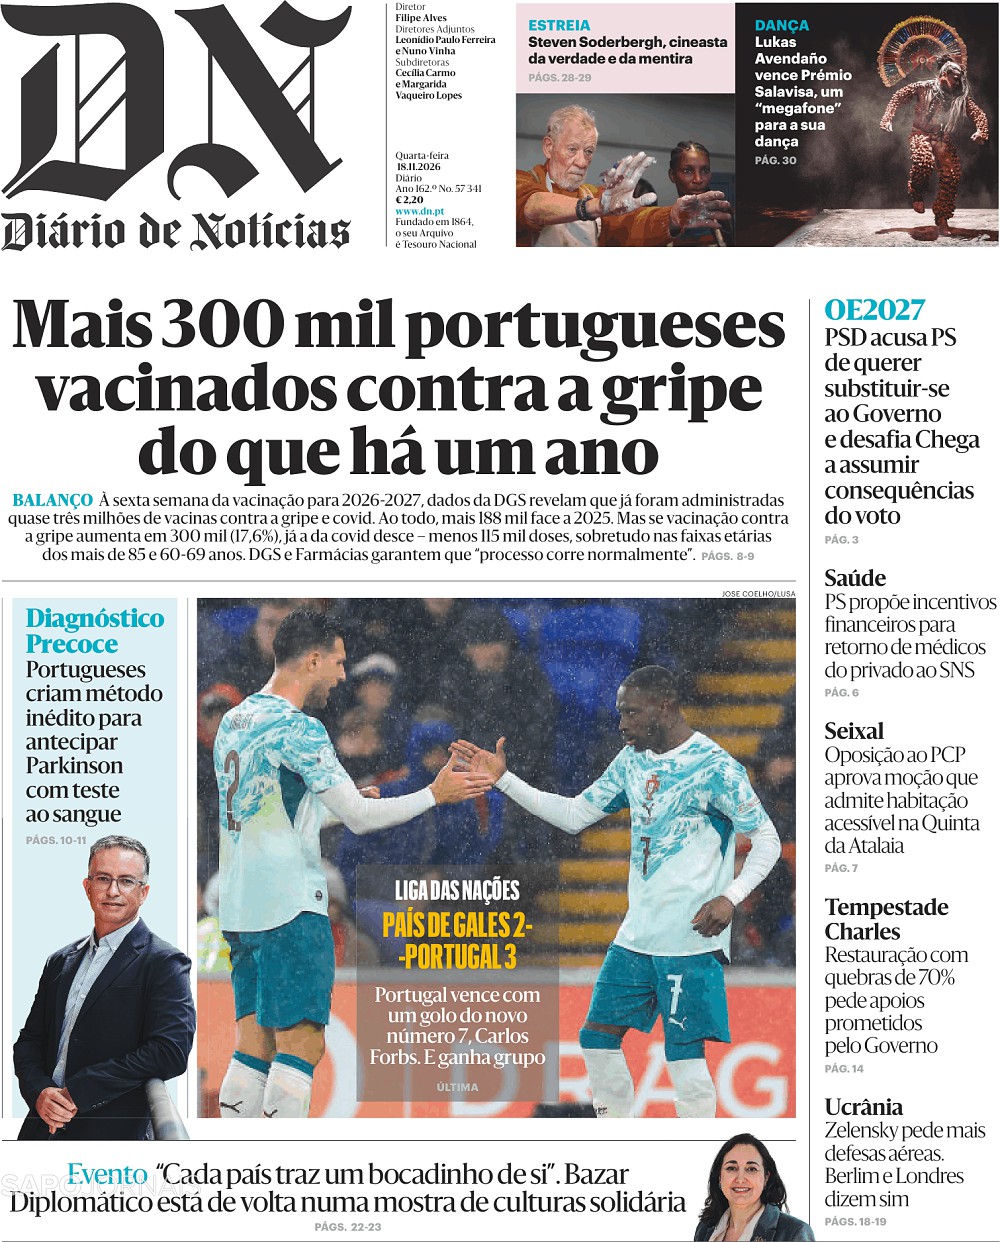 DN
Diário de Notícias
Diretor
Filipe Alves
Diretores Adjuntos
Leonídio Paulo Ferreira
e Nuno Vinha
Subdiretoras
Cecília Carmo
e Margarida
Vaqueiro Lopes
Quarta-feira
18.11.2026
Diário
Ano 162.º No. 57 341
€ 2,20
www.dn.pt
Fundado em 1864,
o seu Arquivo
é Tesouro Nacional
ESTREIA
Steven Soderbergh, cineasta
da verdade e da mentira
PÁGS. 28-29
DANÇA
Lukas
Avendaño
vence Prémio
Salavisa, um
“megafone”
para a sua
dança
PÁG. 30
Mais 300 mil portugueses
vacinados contra a gripe
do que há um ano
BALANÇO À sexta semana da vacinação para 2026-2027, dados da DGS revelam que já foram administradas
quase três milhões de vacinas contra a gripe e covid. Ao todo, mais 188 mil face a 2025. Mas se vacinação contra
a gripe aumenta em 300 mil (17,6%), já a da covid desce – menos 115 mil doses, sobretudo nas faixas etárias
dos mais de 85 e 60-69 anos. DGS e Farmácias garantem que “processo corre normalmente”. PÁGS. 8-9
JOSE COELHO/LUSA
Diagnóstico
Precoce
Portugueses
criam método
inédito para
antecipar
Parkinson
com teste
ao sangue
PÁGS. 10-11
2
7
7
DRAG
LIGA DAS NAÇÕES
PAÍS DE GALES 2-
-PORTUGAL 3
Portugal vence com
um golo do novo
número 7, Carlos
Forbs. E ganha grupo
ÚLTIMA
OE2027
PSD acusa PS
de querer
substituir-se
ao Governo
e desafia Chega
a assumir
consequências
do voto
PÁG. 3
Saúde
PS propõe incentivos
financeiros para
retorno de médicos
do privado ao SNS
PÁG. 6
Seixal
Oposição ao PCP
aprova moção que
admite habitação
acessível na Quinta
da Atalaia
PÁG. 7
Tempestade
Charles
Restauração com
quebras de 70%
pede apoios
prometidos
pelo Governo
PÁG. 14
Ucrânia
Zelensky pede mais
defesas aéreas.
Berlim e Londres
dizem sim
PÁGS. 18-19
Evento “Cada país traz um bocadinho de si”. Bazar
Diplomático está de volta numa mostra de culturas solidária
PÁGS. 22-23
SAPO JORNAIS